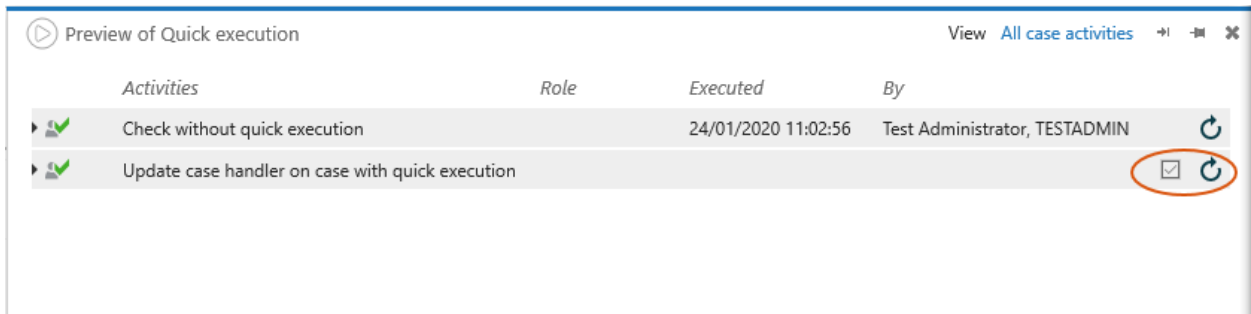 Preview of Quick execution View All case activities
Activities Role Executed By
Check without quick execution 24/01/2020 11:02:56 Test Administrator, TESTADMIN
Update case handler on case with quick execution